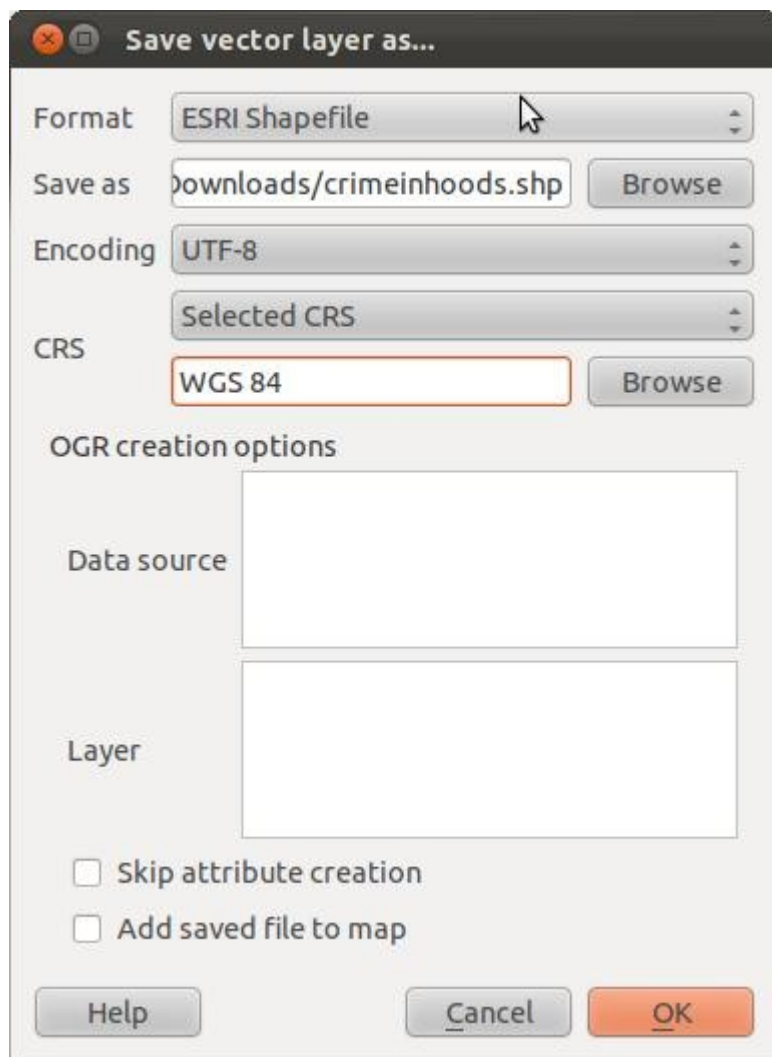 Save vector layer as...
Format ESRI Shapefile
Save as Downloads/crimeinhoods.shp Browse
Encoding UTF-8
Selected CRS
CRS
WGS 84 Browse
OGR creation options
Data source
Layer
Skip attribute creation
Add saved file to map
Help Cancel OK